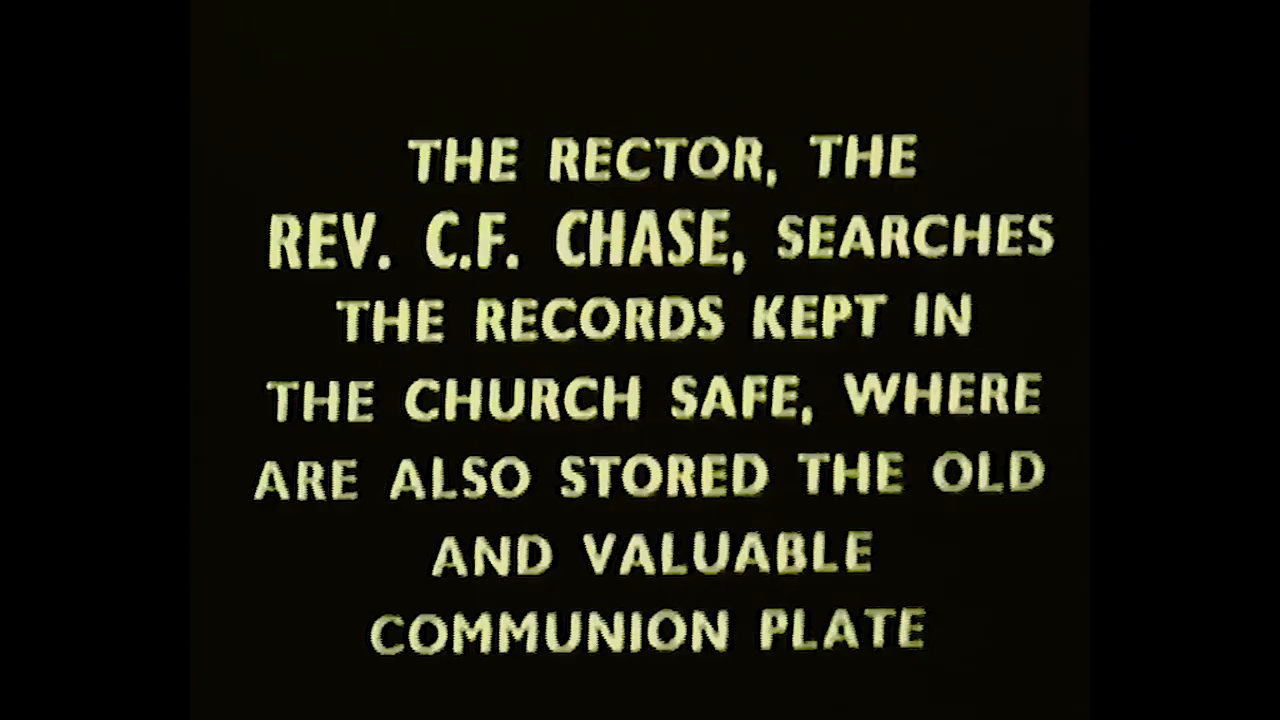 THE RECTOR, THE
REV. C.F. CHASE, SEARCHES
THE RECORDS KEPT IN
THE CHURCH SAFE, WHERE
ARE ALSO STORED THE OLD
AND VALUABLE
COMMUNION PLATE